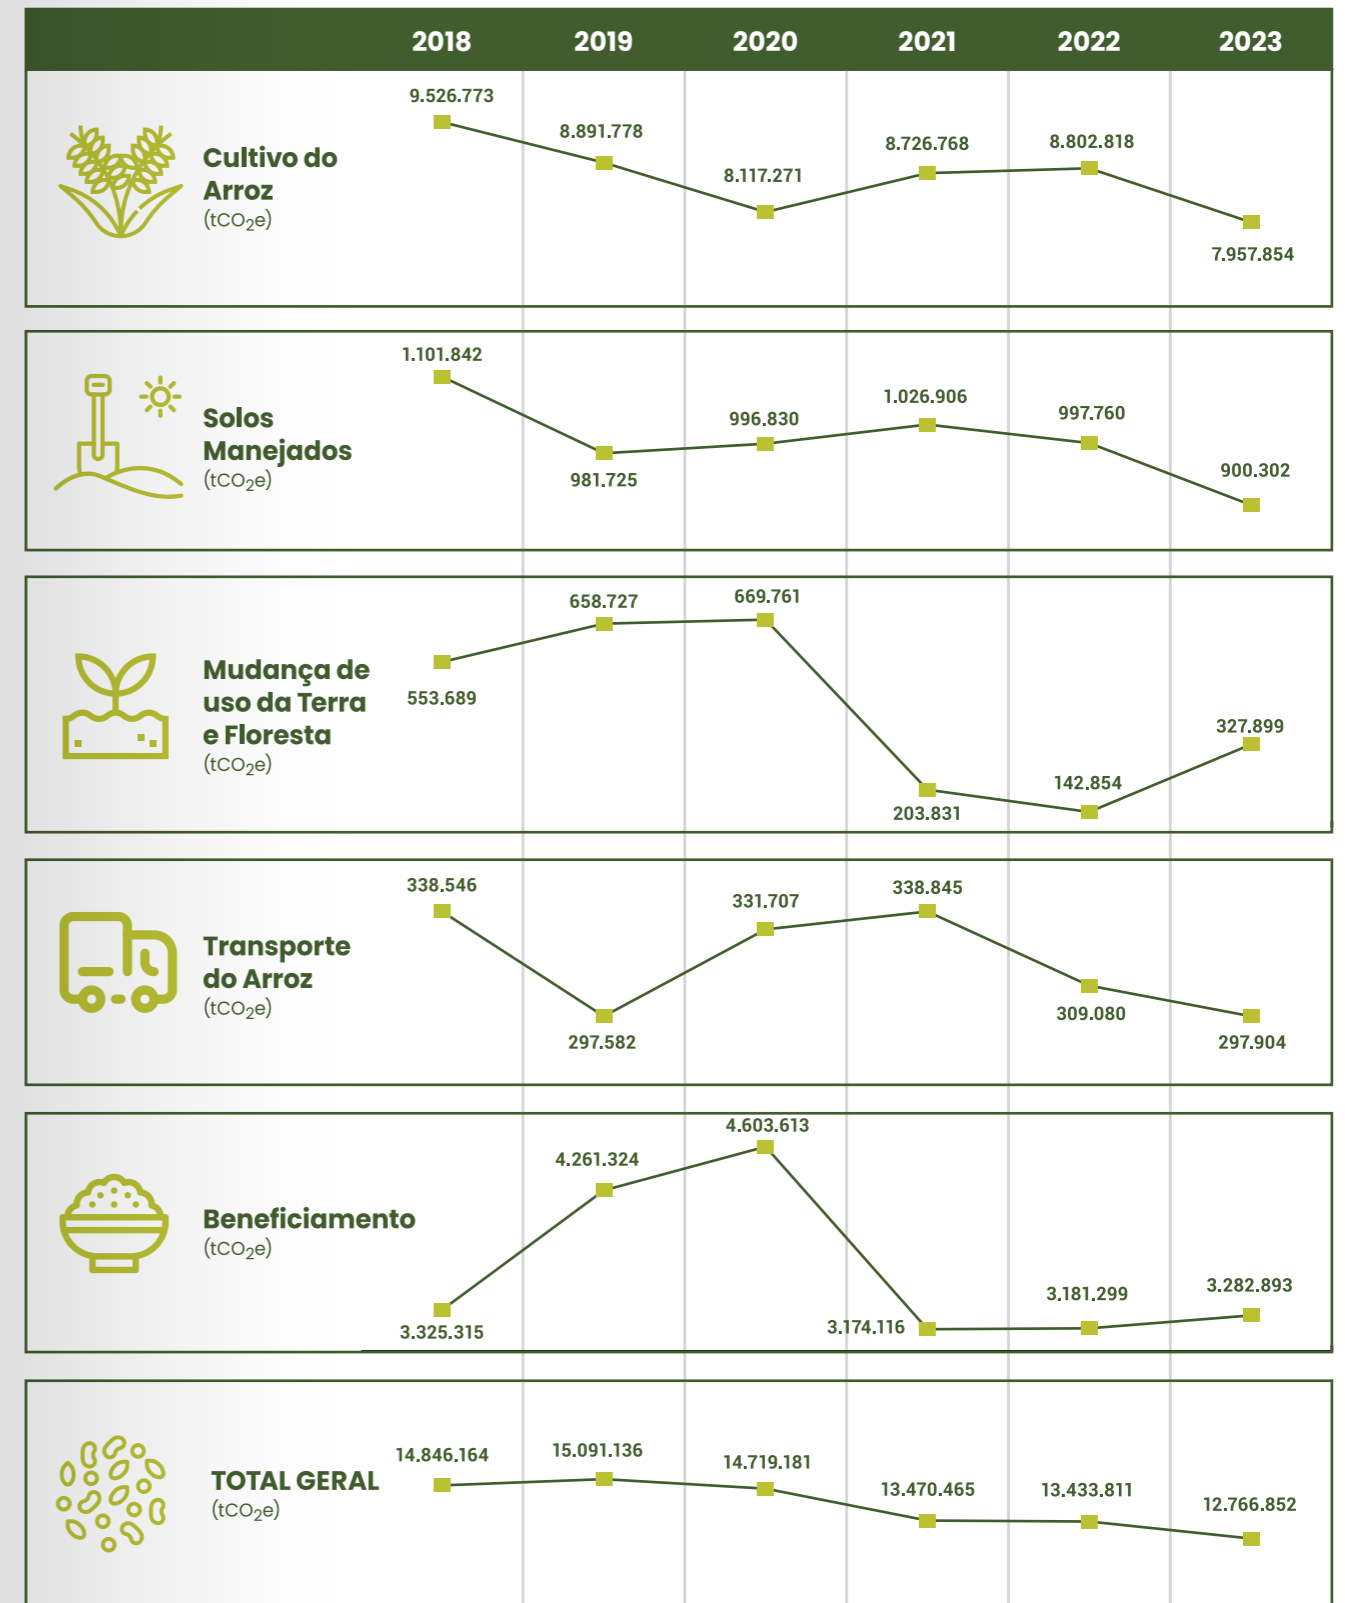 2018 2019 2020 2021 2022 2023
Cultivo do
Arroz
(tCO₂e)
9.526.773 8.891.778 8.117.271 8.726.768 8.802.818 7.957.854
Solos
Manejados
(tCO₂e)
1.101.842 981.725 996.830 1.026.906 997.760 900.302
Mudança de
uso da Terra
e Floresta
(tCO₂e)
553.689 658.727 669.761 203.831 142.854 327.899
Transporte
do Arroz
(tCO₂e)
338.546 297.582 331.707 338.845 309.080 297.904
Beneficiamento
(tCO₂e)
3.325.315 4.261.324 4.603.613 3.174.116 3.181.299 3.282.893
TOTAL GERAL
(tCO₂e)
14.846.164 15.091.136 14.719.181 13.470.465 13.433.811 12.766.852